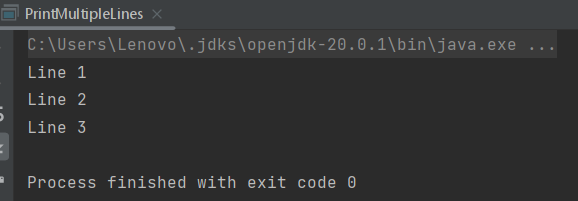 PrintMultipleLines
C:\Users\Lenovo\.jdks\openjdk-20.0.1\bin\java.exe ...
Line 1
Line 2
Line 3
Process finished with exit code 0